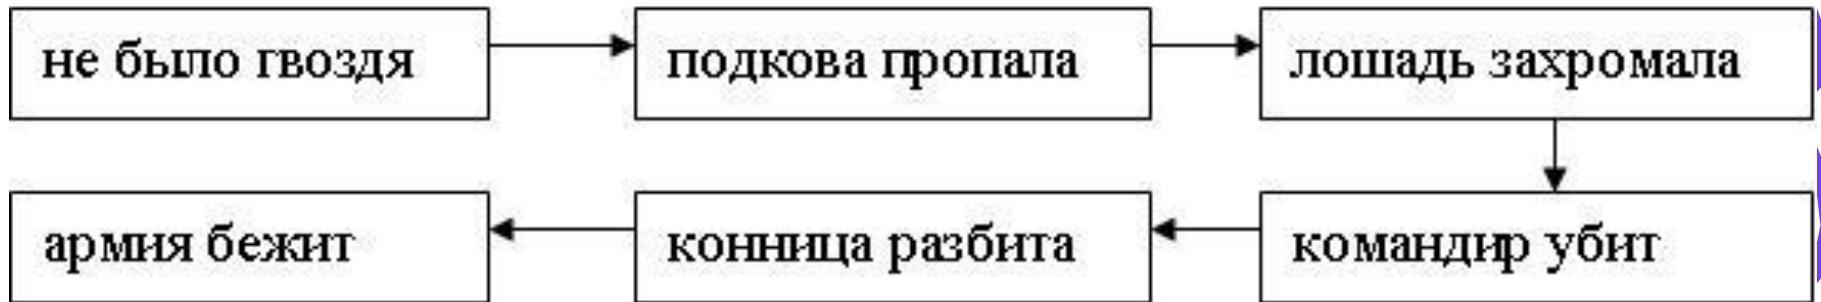 не было гвоздя
подкова пропала
лошадь захромала
командир убит
конница разбита
армия бежит